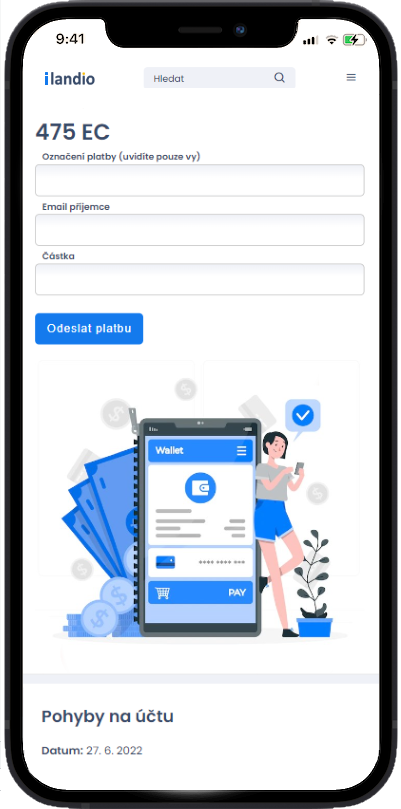 9:41
ilandio
Hledat
475 EC
Označení platby (uvidíte pouze vy)
Email příjemce
Částka
Odeslat platbu
Wallet
PAY
Pohyby na účtu
Datum: 27. 6. 2022